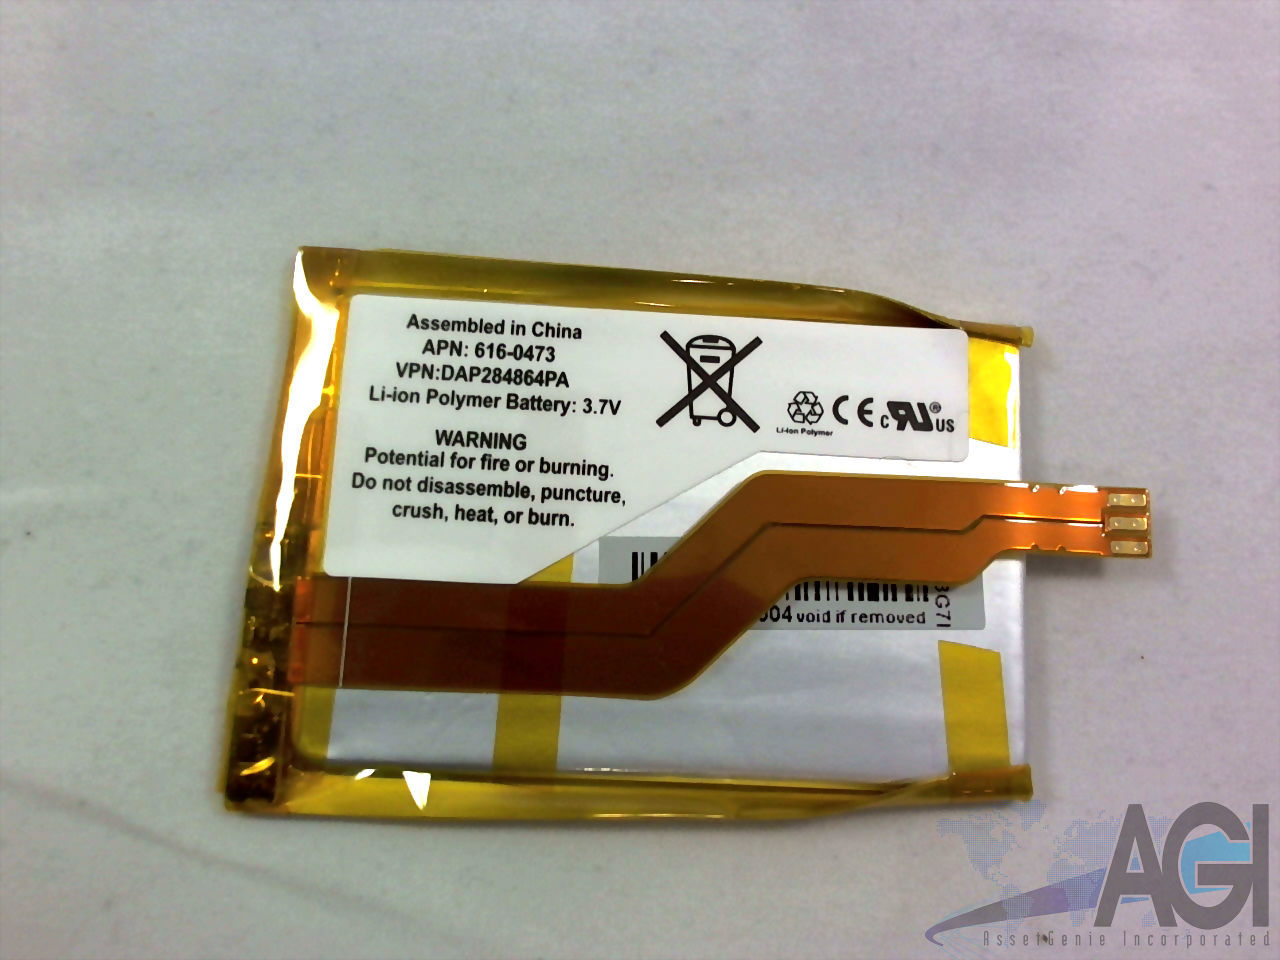 Assembled in China
APN: 616-0473
VPN:DAP284864PA
Li-ion Polymer Battery: 3.7V
WARNING
Potential for fire or burning.
Do not disassemble, puncture,
crush, heat, or burn.
Li-ion Polymer
CE
c UR ® US
void if removed
3G7I
AGI
AssetGenie Incorporated